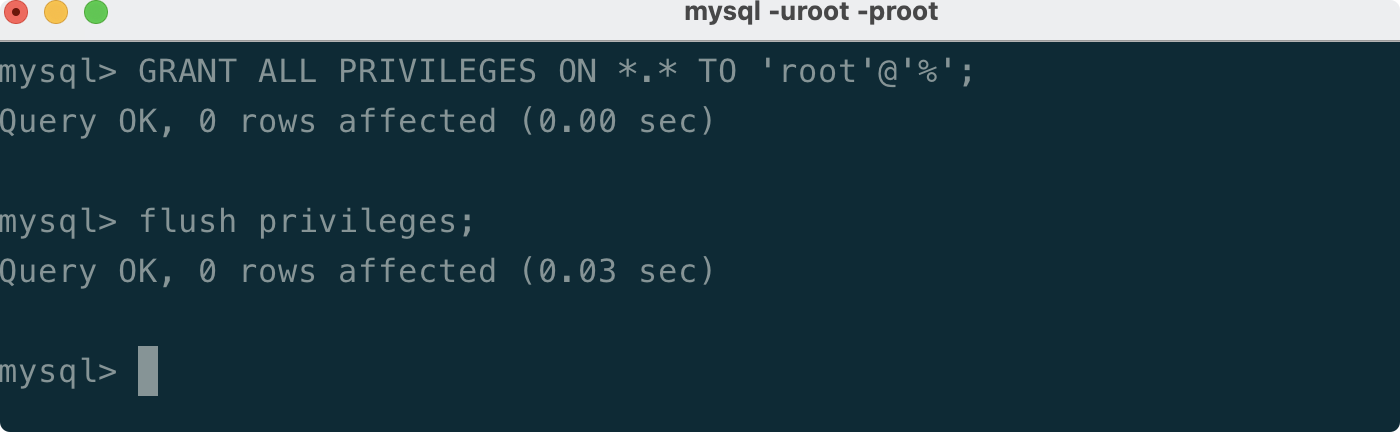 mysql -uroot -proot
mysql> GRANT ALL PRIVILEGES ON *.* TO 'root'@'%';
Query OK, 0 rows affected (0.00 sec)
mysql> flush privileges;
Query OK, 0 rows affected (0.03 sec)
mysql>